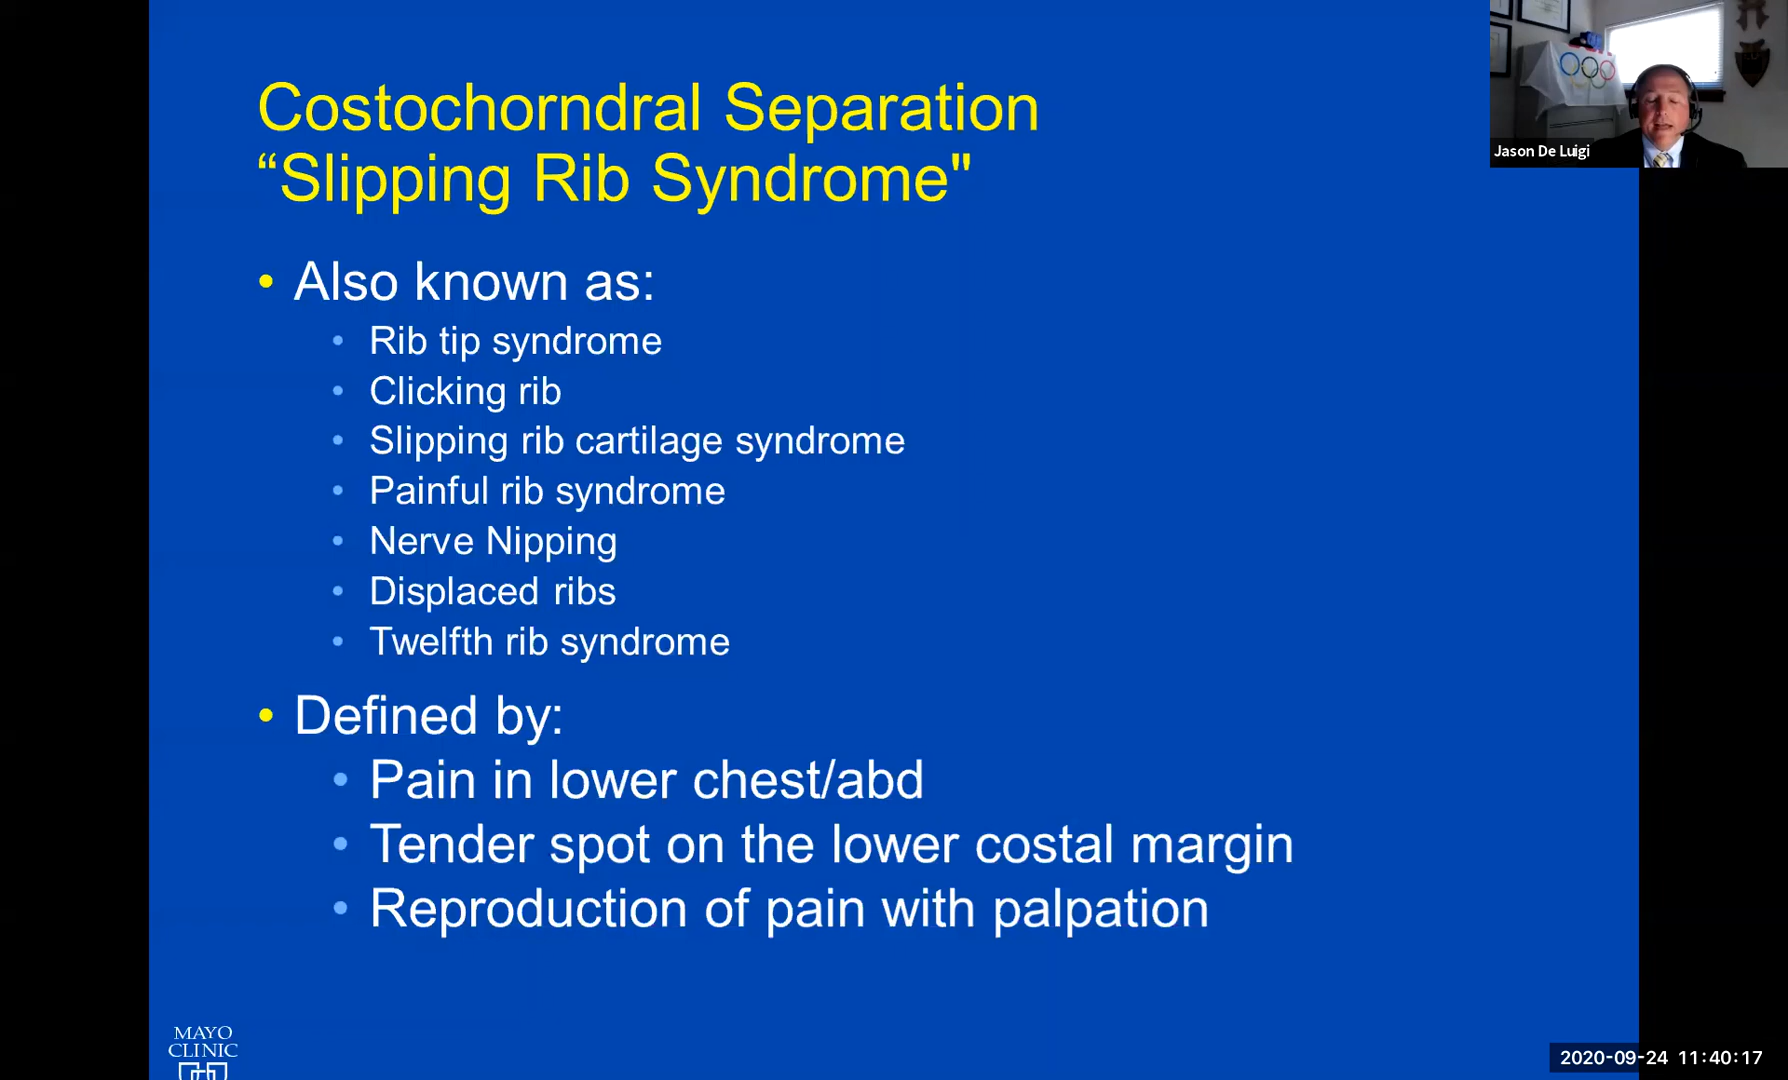 Costochorndral Separation
“Slipping Rib Syndrome"
• Also known as:
• Rib tip syndrome
• Clicking rib
• Slipping rib cartilage syndrome
• Painful rib syndrome
• Nerve Nipping
• Displaced ribs
• Twelfth rib syndrome
• Defined by:
• Pain in lower chest/abd
• Tender spot on the lower costal margin
• Reproduction of pain with palpation
MAYO
CLINIC
Jason De Luigi
2020-09-24 11:40:17